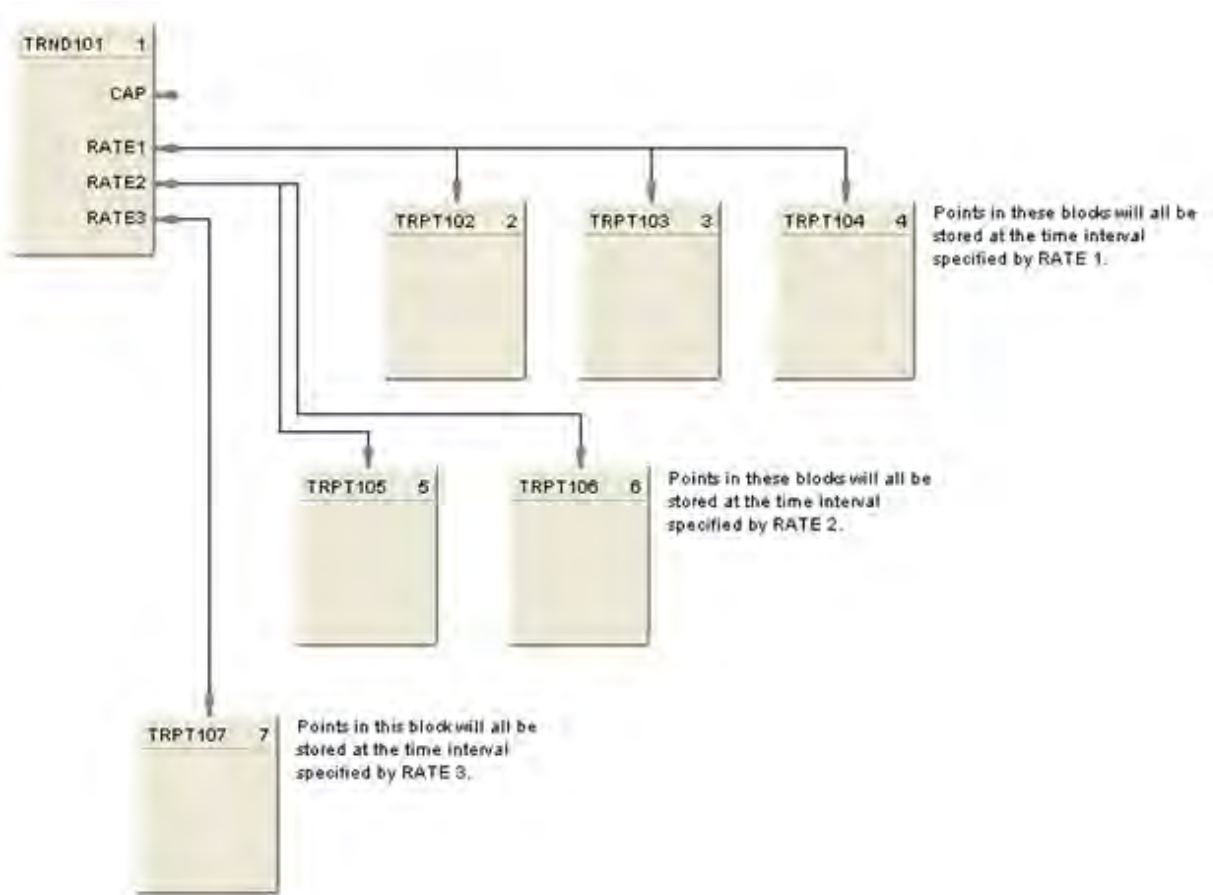 TRND101 1
CAP
RATE1
RATE2
RATE3
TRPT102 2
TRPT103 3
TRPT104 4
Points in these blocks will all be
stored at the time interval
specified by RATE 1.
TRPT105 5
TRPT106 6
Points in these blocks will all be
stored at the time interval
specified by RATE 2.
TRPT107 7
Points in this block will all be
stored at the time interval
specified by RATE 3.